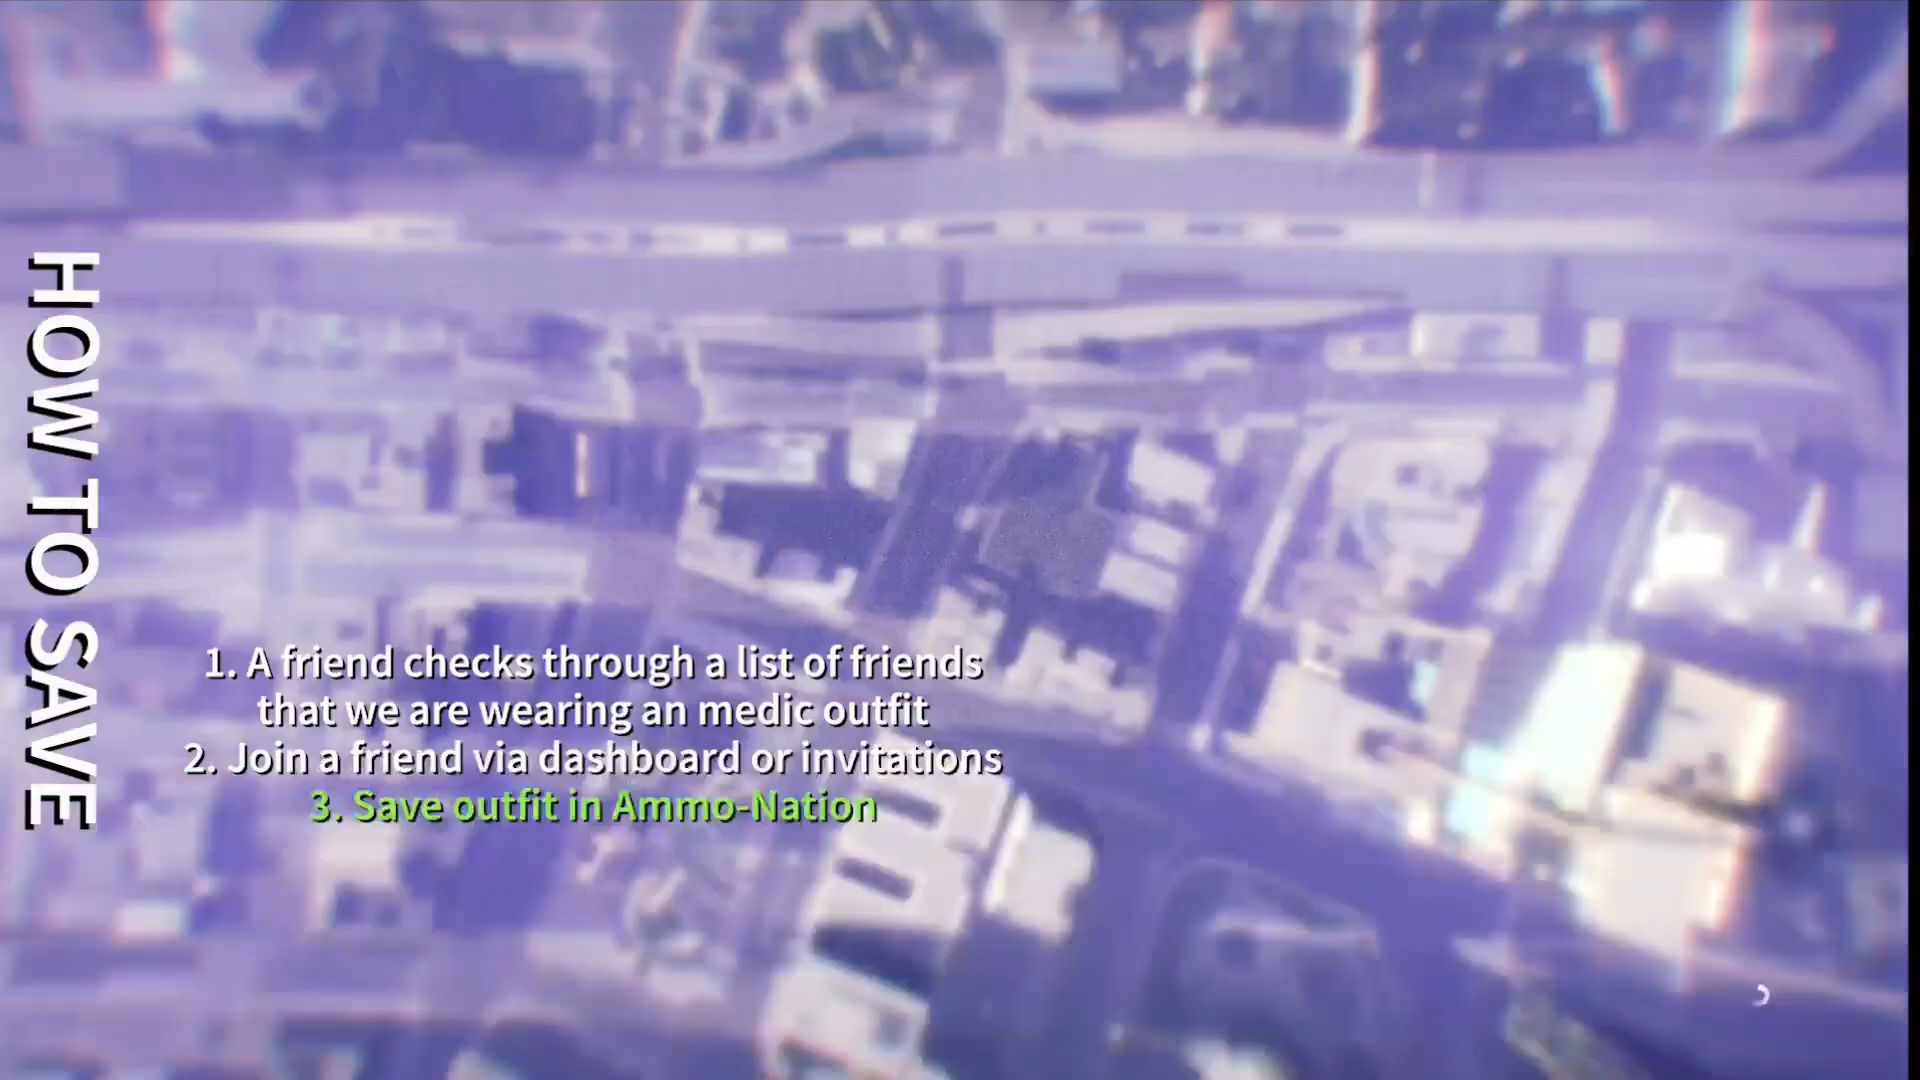 HOW TO SAVE
1. A friend checks through a list of friends
that we are wearing an medic outfit
2. Join a friend via dashboard or invitations
3. Save outfit in Ammo-Nation